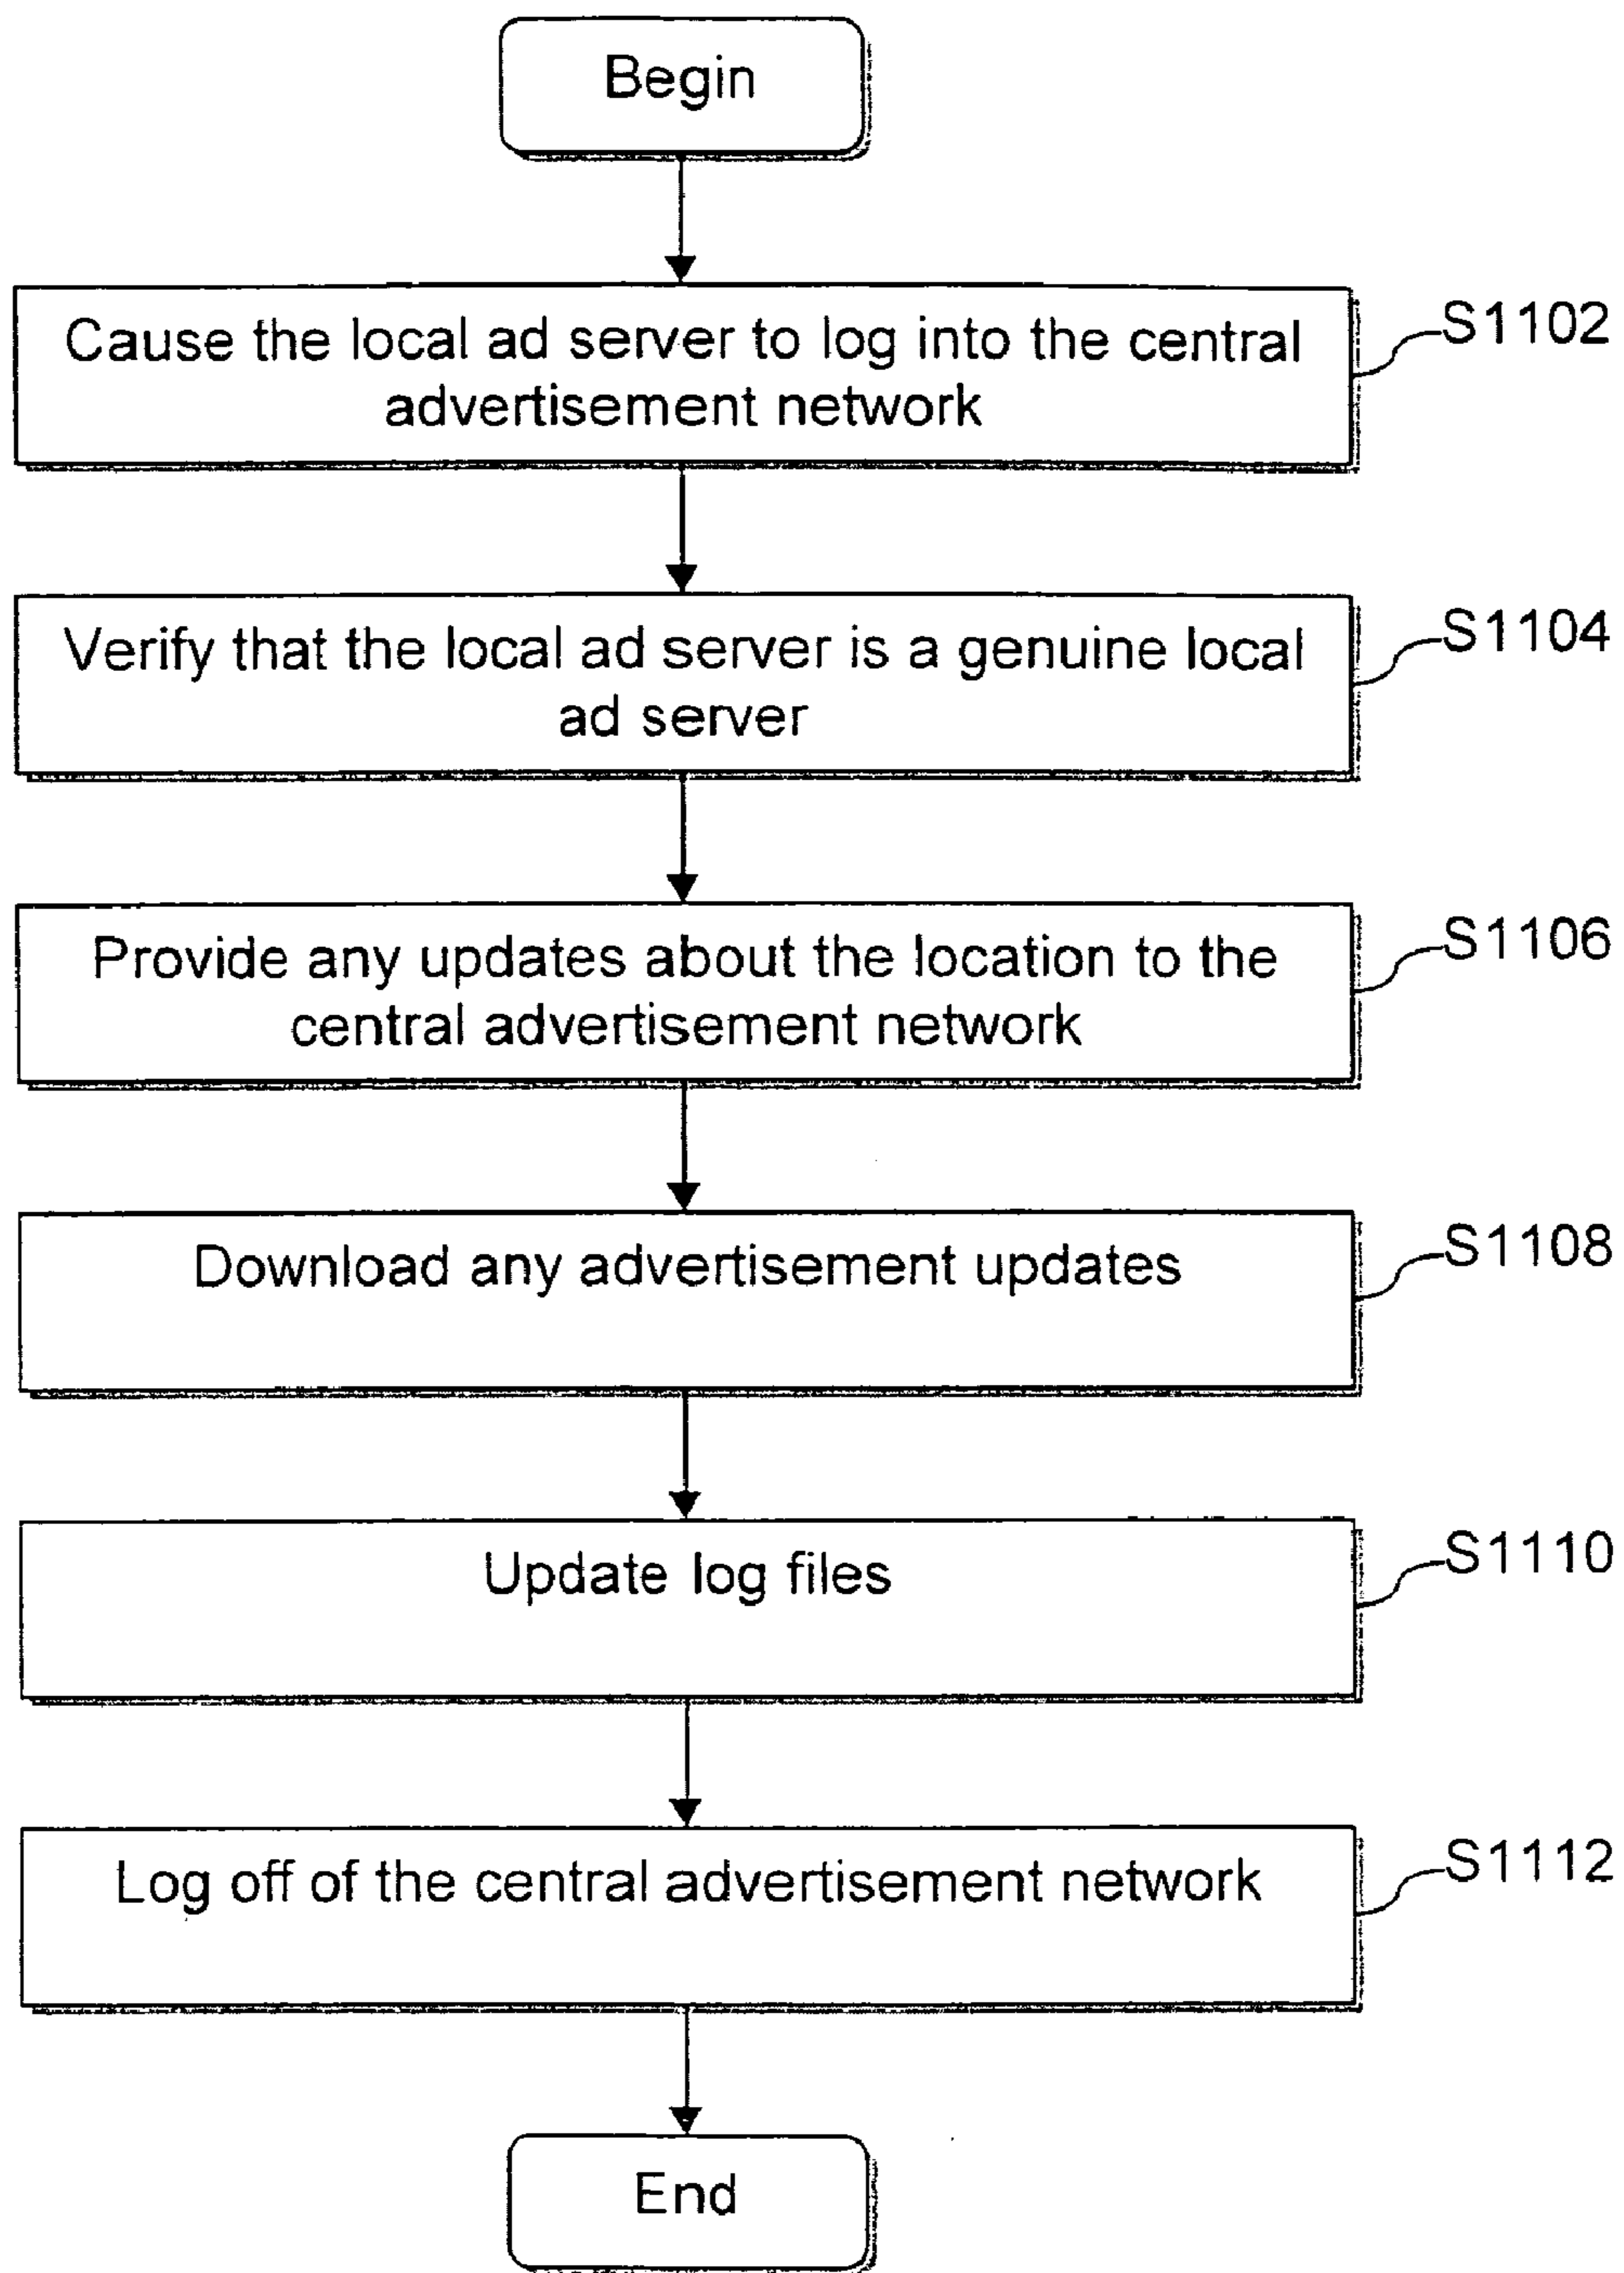 Begin
Cause the local ad server to log into the central
advertisement network
S1102
Verify that the local ad server is a genuine local
ad server
S1104
Provide any updates about the location to the
central advertisement network
S1106
Download any advertisement updates
S1108
Update log files
S1110
Log off of the central advertisement network
S1112
End